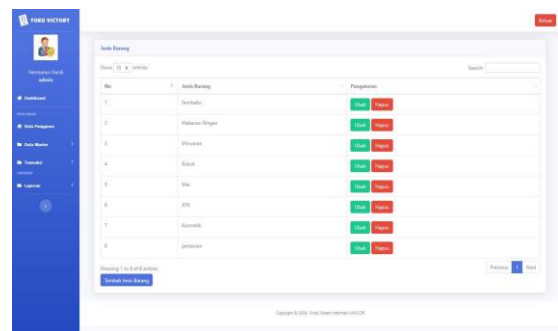 TOKO VICTORY
Keluar
admin
Dashboard
Data Pengguna
Data Master
Transaksi
Laporan
Jenis Barang
Show 10 entries
Search:
No Jenis Barang Pengaturan
1 Sembako Ubah Hapus
2 Makanan Ringan Ubah Hapus
3 Minuman Ubah Hapus
4 Rokok Ubah Hapus
5 Mie Ubah Hapus
6 ATK Ubah Hapus
7 Kosmetik Ubah Hapus
8 pertanian Ubah Hapus
Showing 1 to 8 of 8 entries
Previous 1 Next
Tambah Jenis Barang